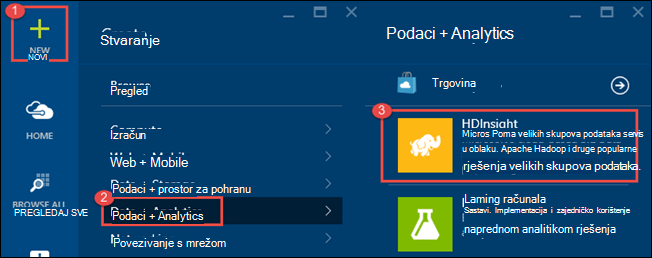 1
NEW
NOVI
HOME
BROWSE ALL
PREGLEDAJ SVE
Stvaranje
Pregled
Izračun
Web + Mobile
Podaci + prostor za pohranu
2
Podaci + Analytics
Povezivanje s mrežom
Podaci + Analytics
Trgovina
3
HDInsight
Micros Poma velikih skupova podataka servis
u oblaku. Apache Hadoop i druge popularne
rješenja velikih skupova podataka.
Laming računala
Sastavi. Implementacija i zajedničko korištenje
naprednom analitikom rješenja